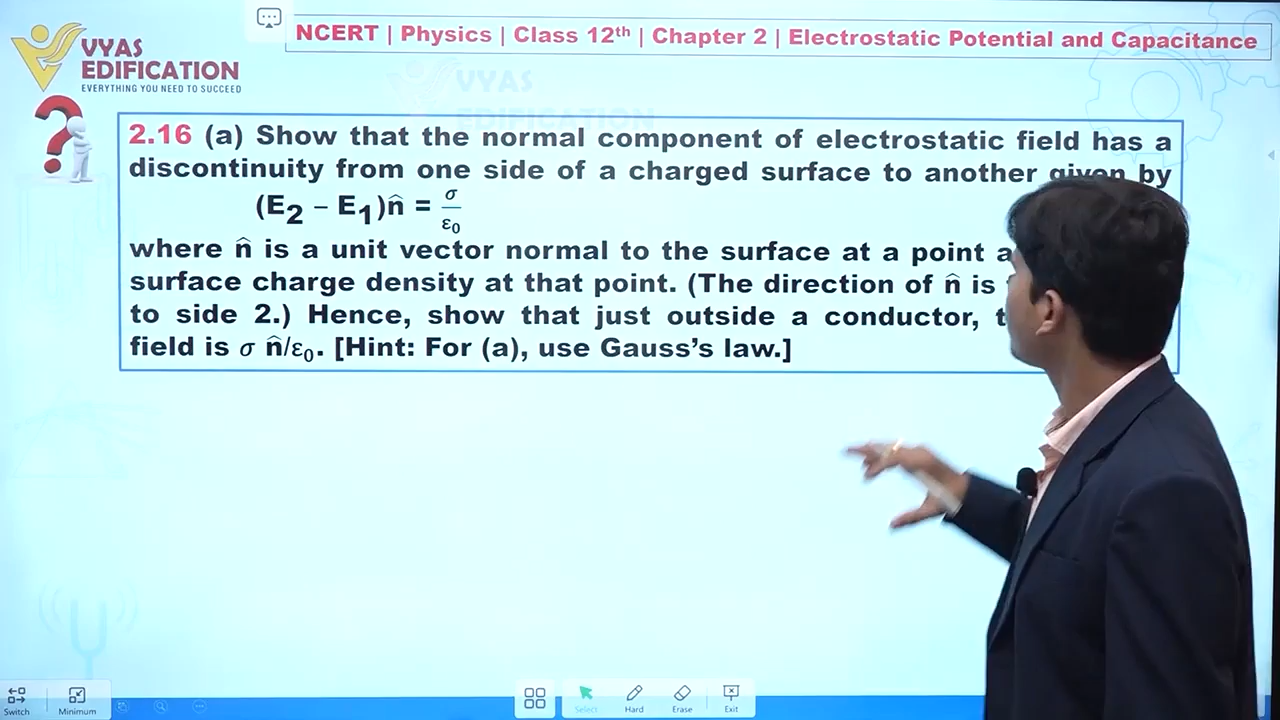 VYAS
EDIFICATION
EVERYTHING YOU NEED TO SUCCEED
NCERT | Physics | Class 12th | Chapter 2 | Electrostatic Potential and Capacitance
VYAS
EDIFICATION
2.16 (a) Show that the normal component of electrostatic field has a
discontinuity from one side of a charged surface to another given by
(E2 – E1)n̂ = σ/ε0
where n̂ is a unit vector normal to the surface at a point
surface charge density at that point. (The direction of n̂ is
to side 2.) Hence, show that just outside a conductor,
field is σ n̂/ε0. [Hint: For (a), use Gauss's law.]
Switch
Minimum
Select
Hard
Erase
Exit